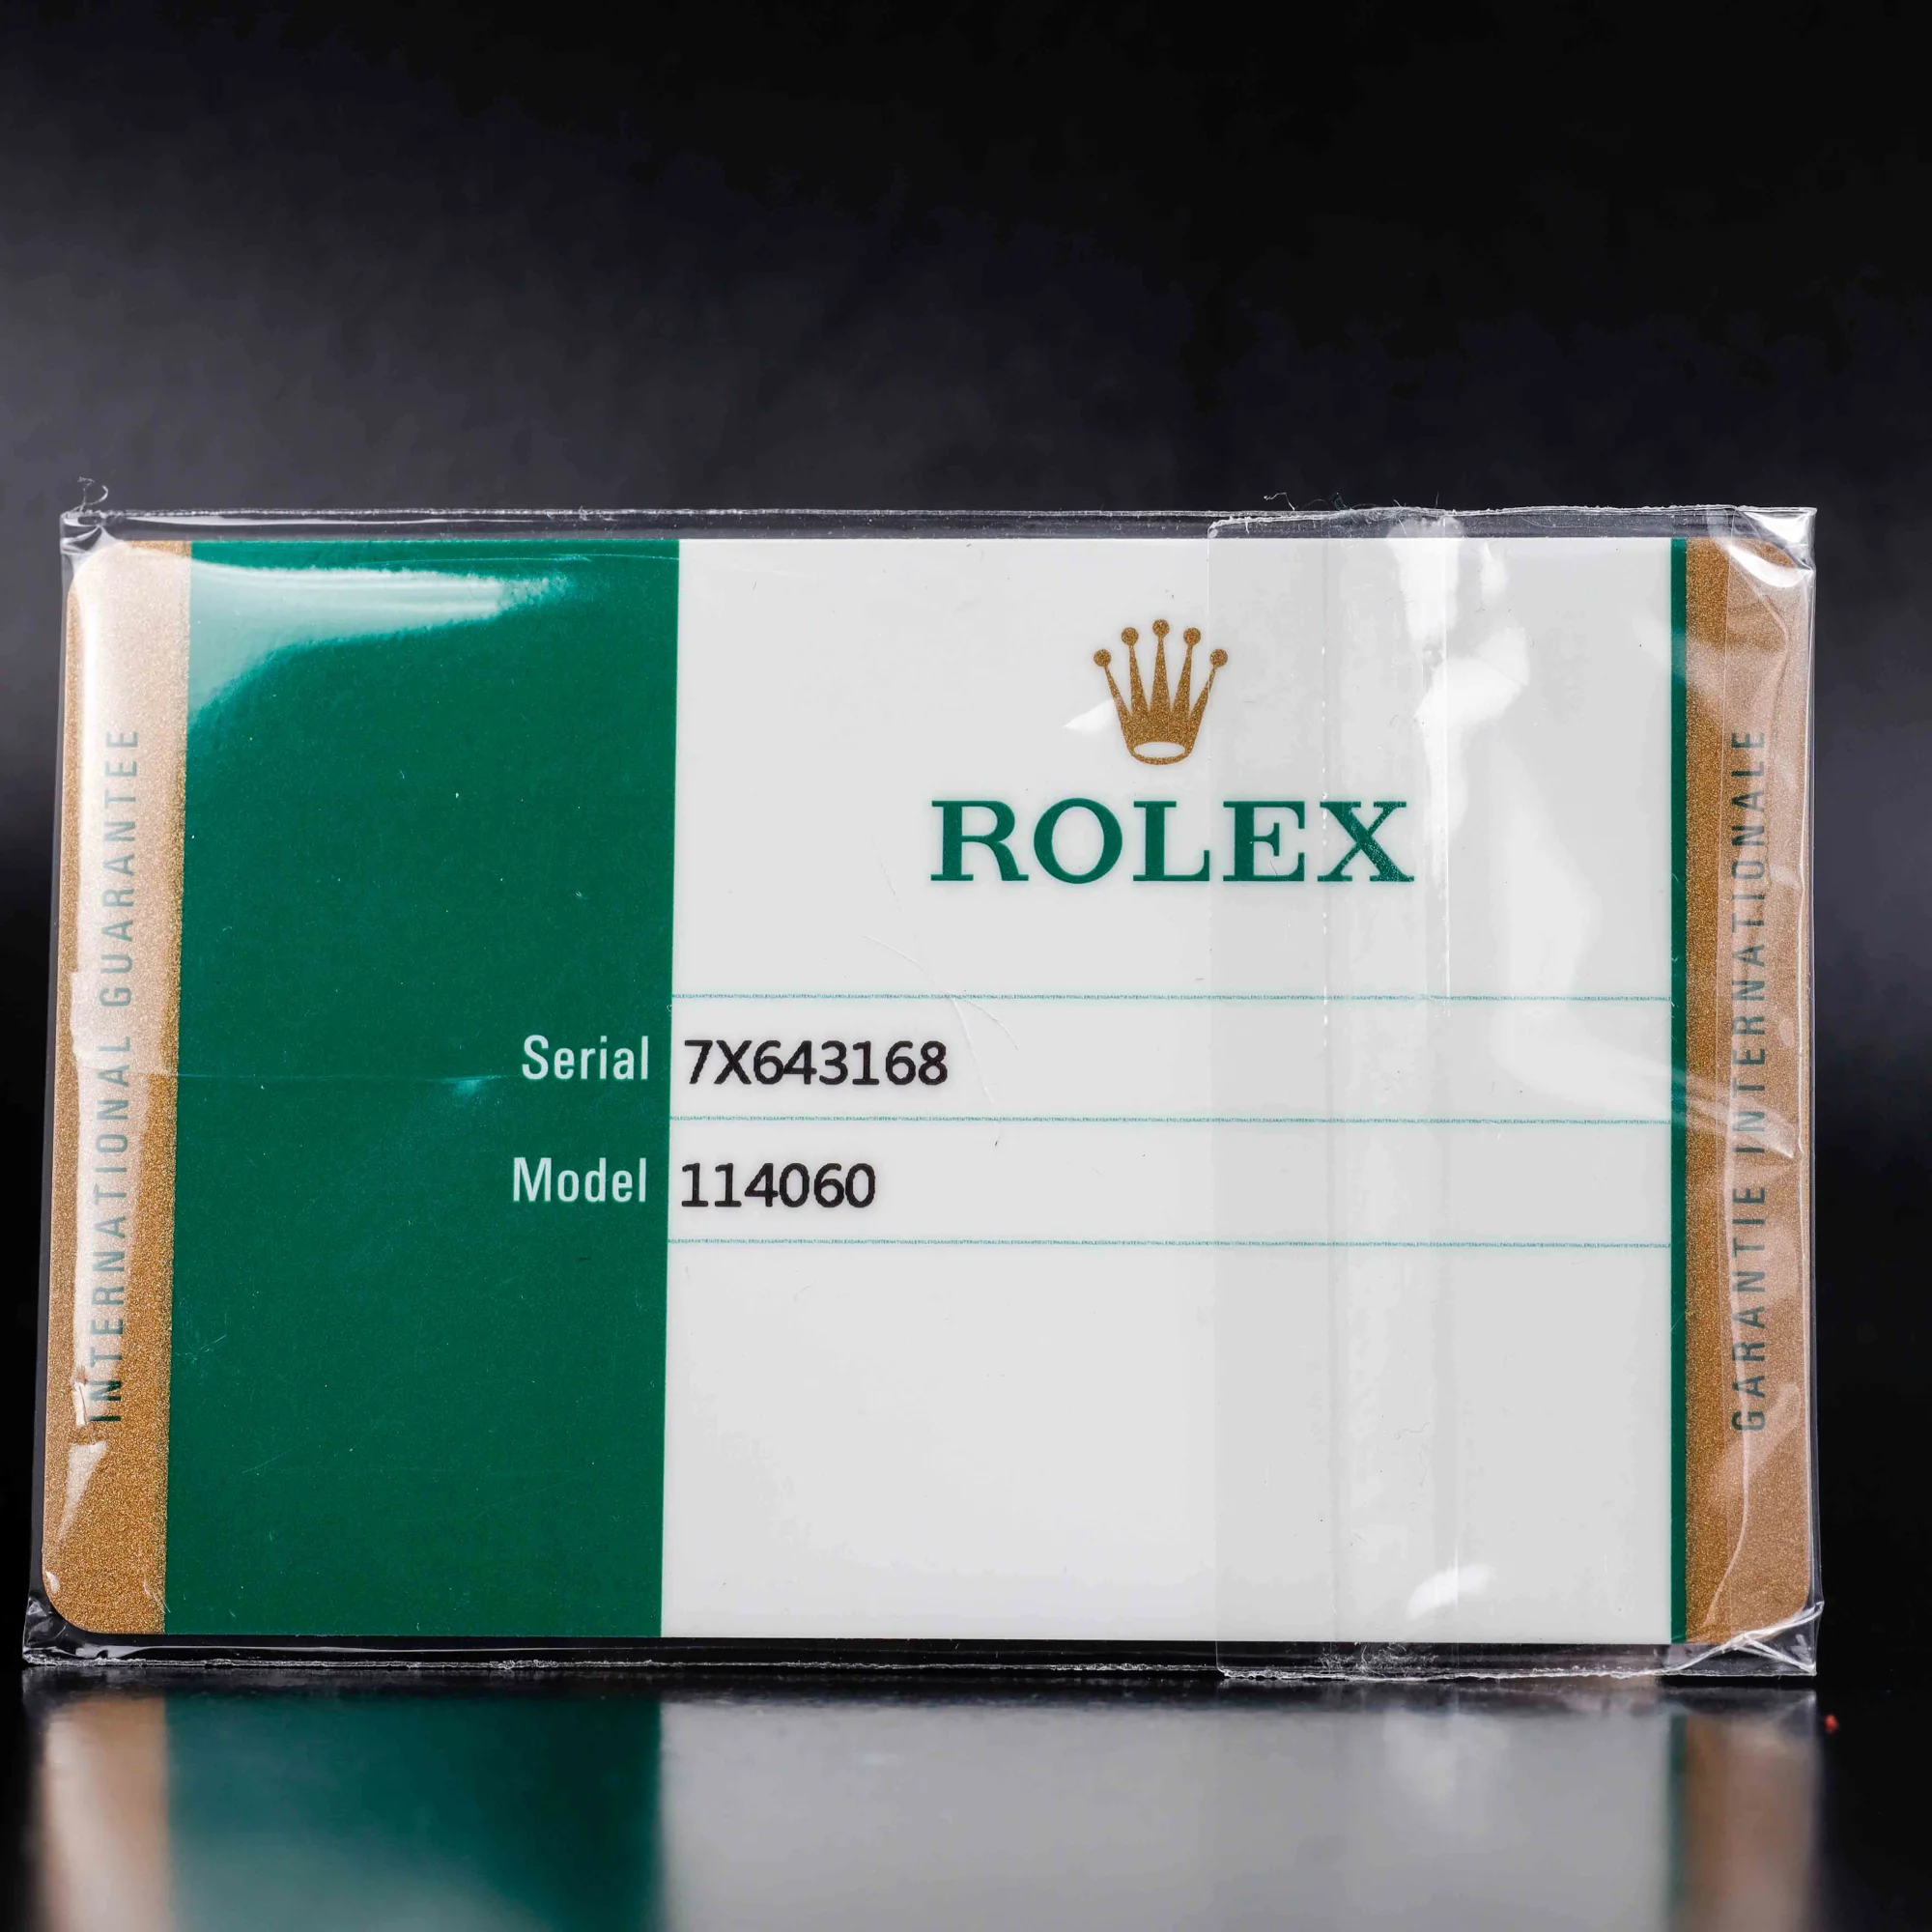 INTERNATIONAL GUARANTEE
ROLEX
Serial 7X643168
Model 114060
GARANTIE INTERNATIONALE